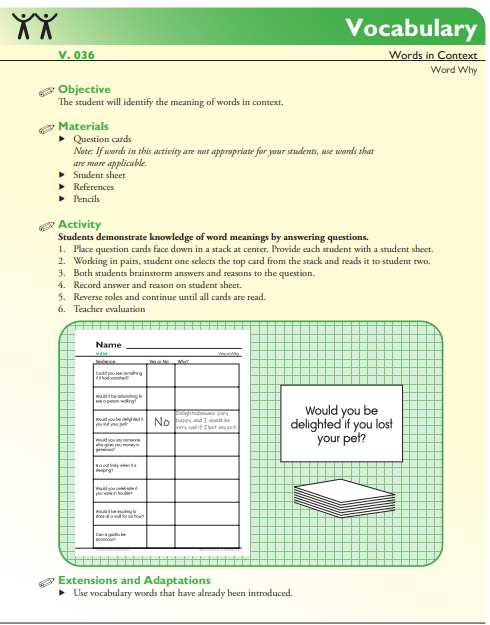 Vocabulary
V. 036
Words in Context
Word Why
Objective
The student will identify the meaning of words in context.
Materials
► Question cards
Note: If words in this activity are not appropriate for your students, use words that
are more applicable.
► Student sheet
► References
► Pencils
Activity
Students demonstrate knowledge of word meanings by answering questions.
1. Place question cards face down in a stack at center. Provide each student with a student sheet.
2. Working in pairs, student one selects the top card from the stack and reads it to student two.
3. Both students brainstorm answers and reasons to the question.
4. Record answer and reason on student sheet.
5. Reverse roles and continue until all cards are read.
6. Teacher evaluation
Name
V.036
Word Why
Sentence Yes or No Why?
Could you see something
if it had vanished?
Would it be astonishing to
see a person walking?
Would you be delighted if
you lost your pet?
No
Delighted means very
happy and I would be
very sad if I lost my pet.
Would you say someone
who gives you money is
generous?
Is a cat frisky when it is
sleeping?
Would you celebrate if
you were in trouble?
Would it be exciting to
stare at a wall for an hour?
Can a gorilla be
enormous?
Would you be
delighted if you lost
your pet?
Extensions and Adaptations
► Use vocabulary words that have already been introduced.